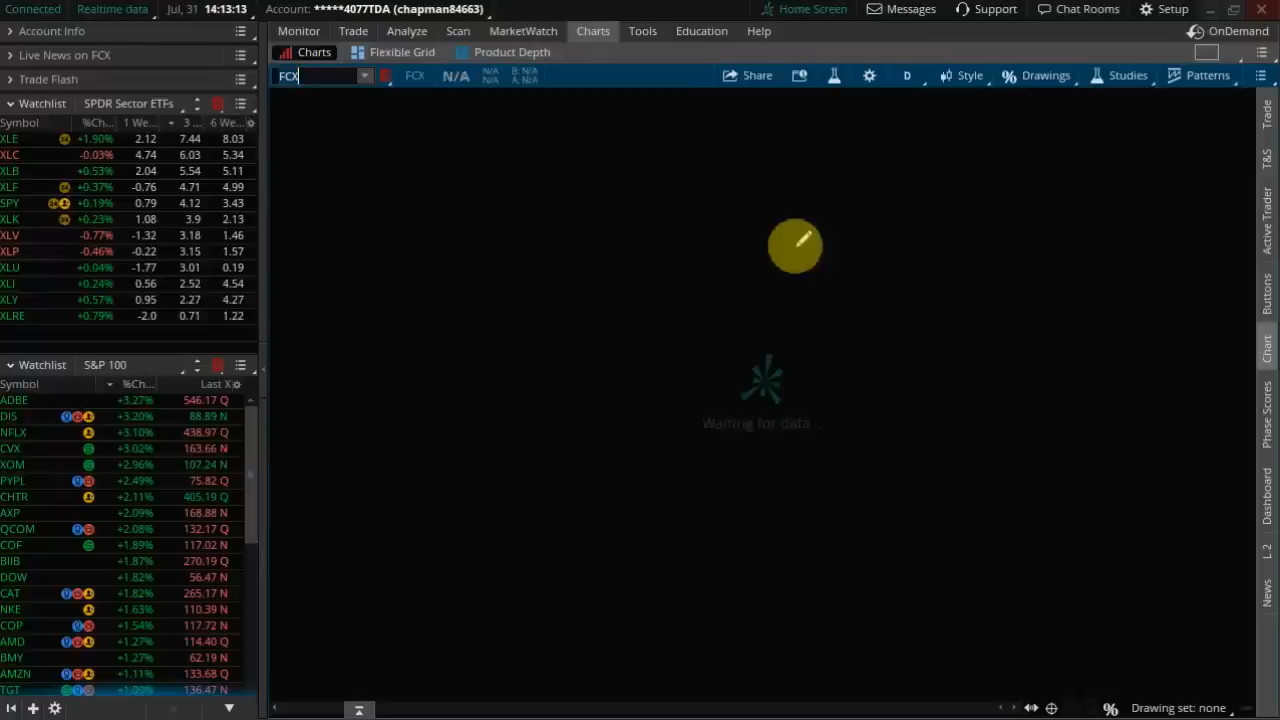 Connected Realtime data Jul, 31 14:13:13 Account: *****4077TDA (chapman84663) Home Screen Messages Support Chat Rooms Setup
Account Info
Live News on FCX
Trade Flash
Monitor Trade Analyze Scan MarketWatch Charts Tools Education Help OnDemand
Charts Flexible Grid Product Depth
FCX FCX N/A N/A N/A B: N/A A: N/A Share D Style Drawings Studies Patterns
Watchlist SPDR Sector ETFs
Symbol %Ch... 1 We... 3 ... 6 We...
XLE +1.90% 2.12 7.44 8.03
XLC -0.03% 4.74 6.03 5.34
XLB +0.53% 2.04 5.54 5.11
XLF +0.37% -0.76 4.71 4.99
SPY +0.19% 0.79 4.12 3.43
XLK +0.23% 1.08 3.9 2.13
XLV -0.77% -1.32 3.18 1.46
XLP -0.46% -0.22 3.15 1.57
XLU +0.04% -1.77 3.01 0.19
XLI +0.24% 0.56 2.52 4.54
XLY +0.57% 0.95 2.27 4.27
XLRE +0.79% -2.0 0.71 1.22
Watchlist S&P 100
Symbol %Ch... Last X
ADBE +3.27% 546.17 Q
DIS +3.20% 88.89 N
NFLX +3.10% 438.97 Q
CVX +3.02% 163.66 N
XOM +2.96% 107.24 N
PYPL +2.49% 75.82 Q
CHTR +2.11% 405.19 Q
AXP +2.09% 168.88 N
QCOM +2.08% 132.17 Q
COF +1.89% 117.02 N
BIIB +1.87% 270.19 Q
DOW +1.82% 56.47 N
CAT +1.82% 265.17 N
NKE +1.63% 110.39 N
COP +1.54% 117.72 N
AMD +1.27% 114.40 Q
BMY +1.27% 62.19 N
AMZN +1.11% 133.68 Q
TGT +1.09% 136.47 N
Waiting for data ...
Trade
T&S
Active Trader
Buttons
Chart
Phase Scores
Dashboard
L 2
News
Drawing set: none